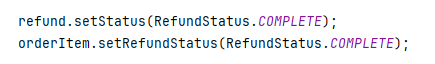 refund.setStatus(RefundStatus.COMPLETE);
orderItem.setRefundStatus(RefundStatus.COMPLETE);